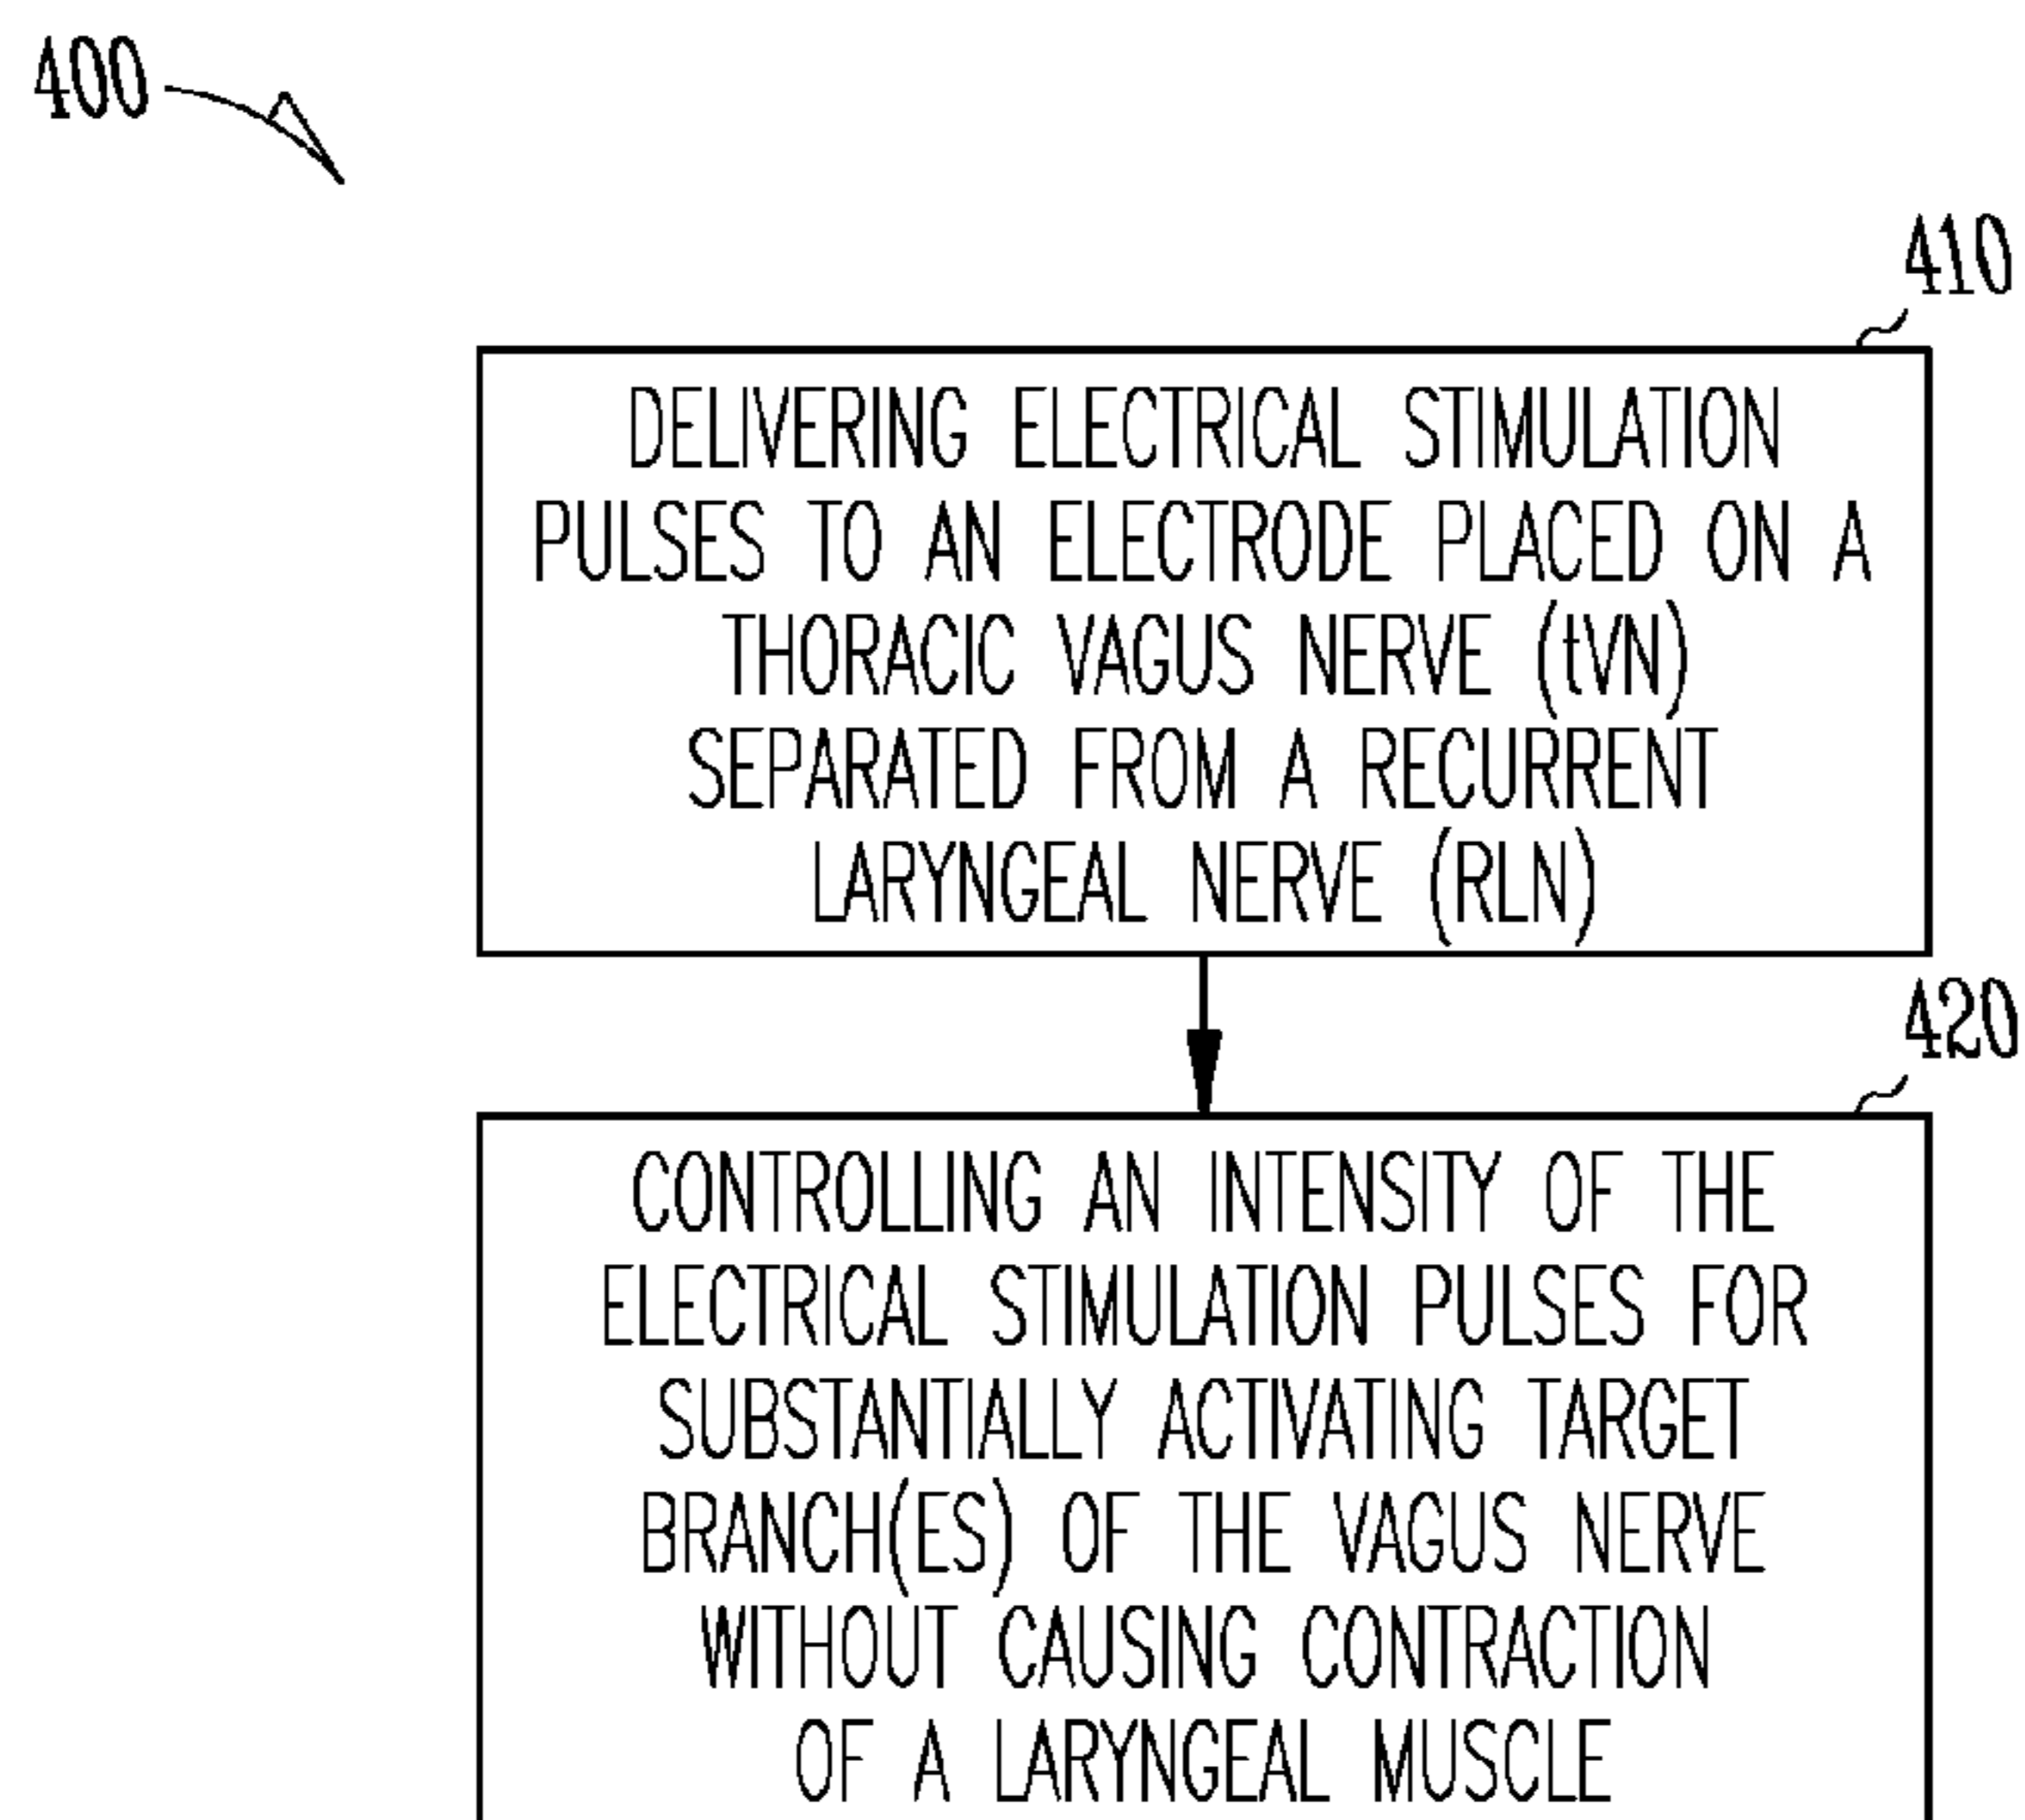 400
410
DELIVERING ELECTRICAL STIMULATION
PULSES TO AN ELECTRODE PLACED ON A
THORACIC VAGUS NERVE (tVN)
SEPARATED FROM A RECURRENT
LARYNGEAL NERVE (RLN)
420
CONTROLLING AN INTENSITY OF THE
ELECTRICAL STIMULATION PULSES FOR
SUBSTANTIALLY ACTIVATING TARGET
BRANCH(ES) OF THE VAGUS NERVE
WITHOUT CAUSING CONTRACTION
OF A LARYNGEAL MUSCLE